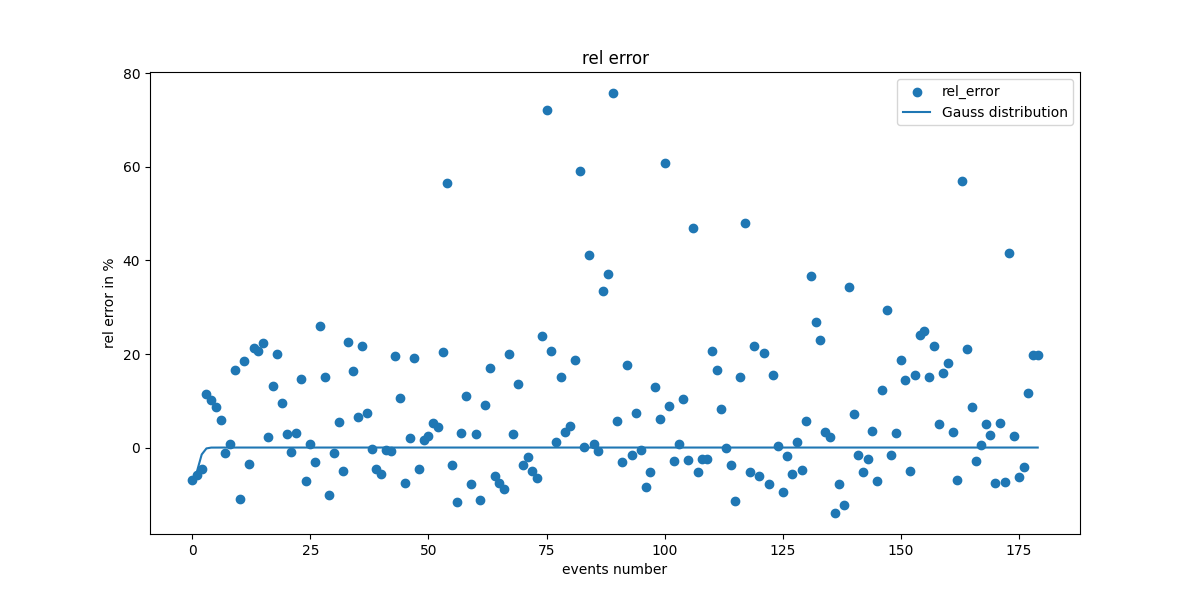 rel error
80
60
40
20
0
rel error in %
rel_error
Gauss distribution
0 25 50 75 100 125 150 175
events number